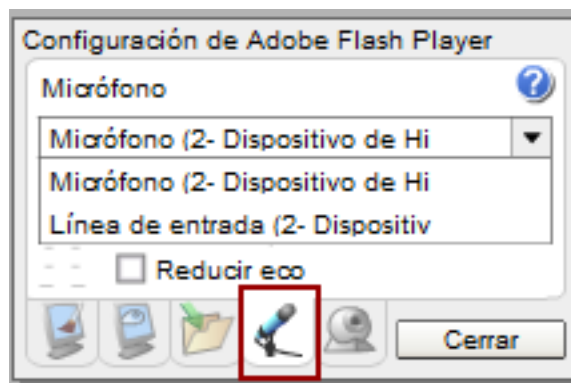 Configuración de Adobe Flash Player
Micrófono
Micrófono (2- Dispositivo de Hi
Micrófono (2- Dispositivo de Hi
Línea de entrada (2- Dispositiv
Reducir eco
Cerrar